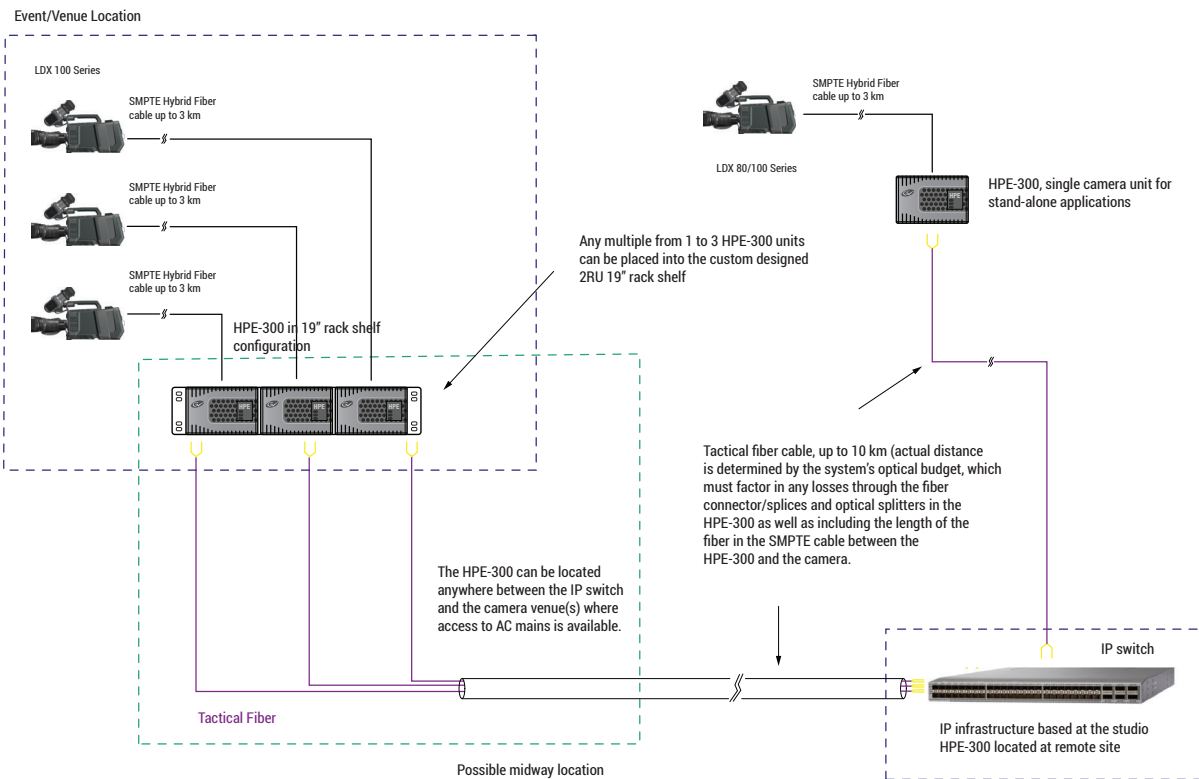 Event/Venue Location
LDX 100 Series
SMPTE Hybrid Fiber
cable up to 3 km
SMPTE Hybrid Fiber
cable up to 3 km
SMPTE Hybrid Fiber
cable up to 3 km
HPE-300 in 19” rack shelf
configuration
HPE
HPE
HPE
Any multiple from 1 to 3 HPE-300 units
can be placed into the custom designed
2RU 19” rack shelf
SMPTE Hybrid Fiber
cable up to 3 km
LDX 80/100 Series
HPE
HPE-300, single camera unit for
stand-alone applications
Tactical fiber cable, up to 10 km (actual distance
is determined by the system’s optical budget, which
must factor in any losses through the fiber
connector/splices and optical splitters in the
HPE-300 as well as including the length of the
fiber in the SMPTE cable between the
HPE-300 and the camera.
The HPE-300 can be located
anywhere between the IP switch
and the camera venue(s) where
access to AC mains is available.
Tactical Fiber
Possible midway location
IP switch
IP infrastructure based at the studio
HPE-300 located at remote site